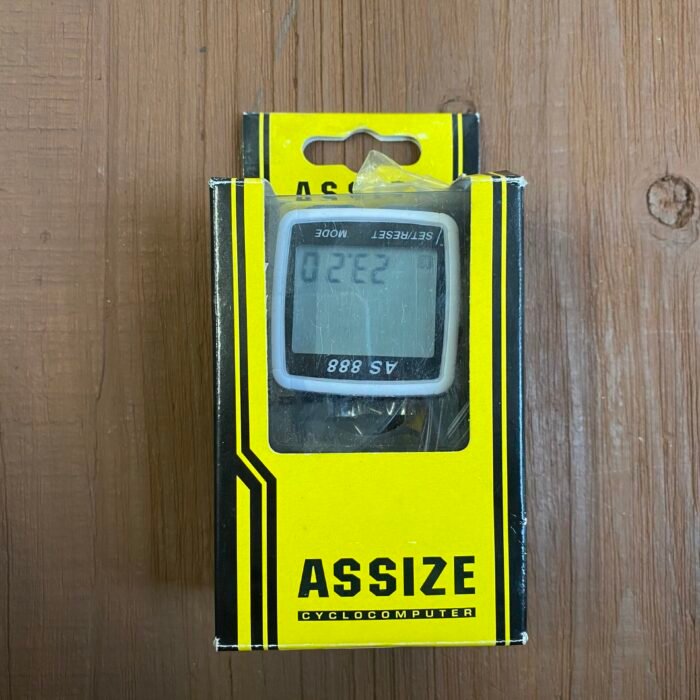 SET/RESET MODE
AS 888
ASSIZE
CYCLOCOMPUTER